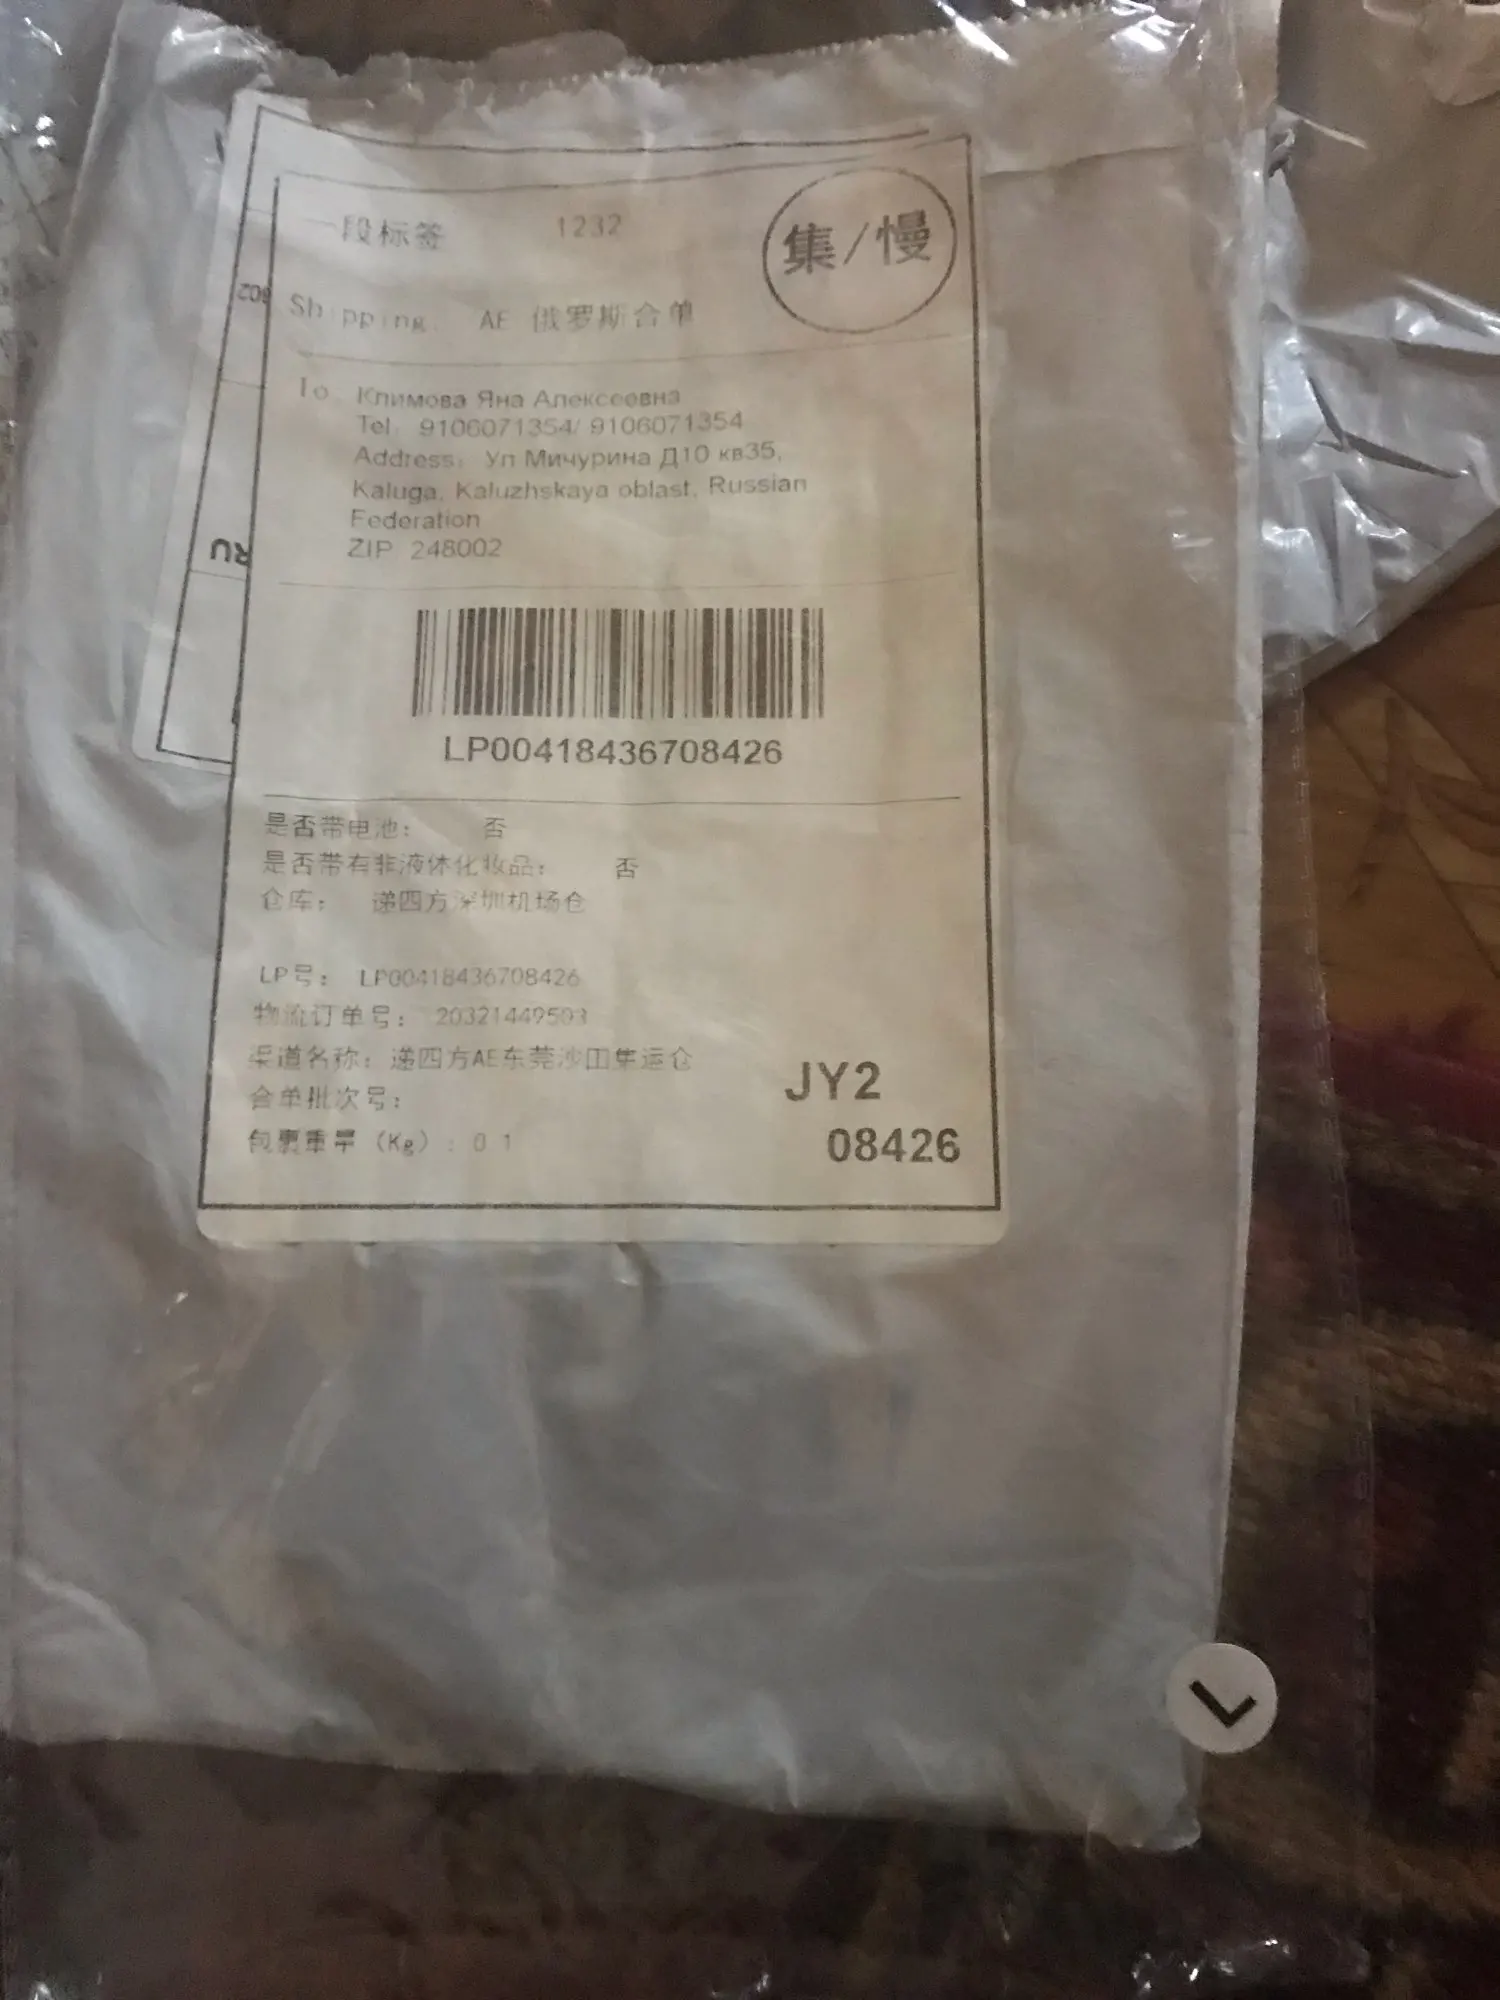 一段标签 1232
集/慢
Shipping: AE 俄罗斯合单
To Климова Яна Алексеевна
Tel: 9106071354/ 9106071354
Address: Ул Мичурина Д10 кв35,
Kaluga, Kaluzhskaya oblast, Russian
Federation
ZIP 248002
RU
LP00418436708426
是否带电池: 否
是否带有非液体化妆品: 否
仓库: 递四方深圳机场仓
LP号: LP00418436708426
物流订单号: 20321449503
渠道名称: 递四方AE东莞沙田集运仓
合单批次号:
包裹重量 (Kg) : 0.1
JY2
08426